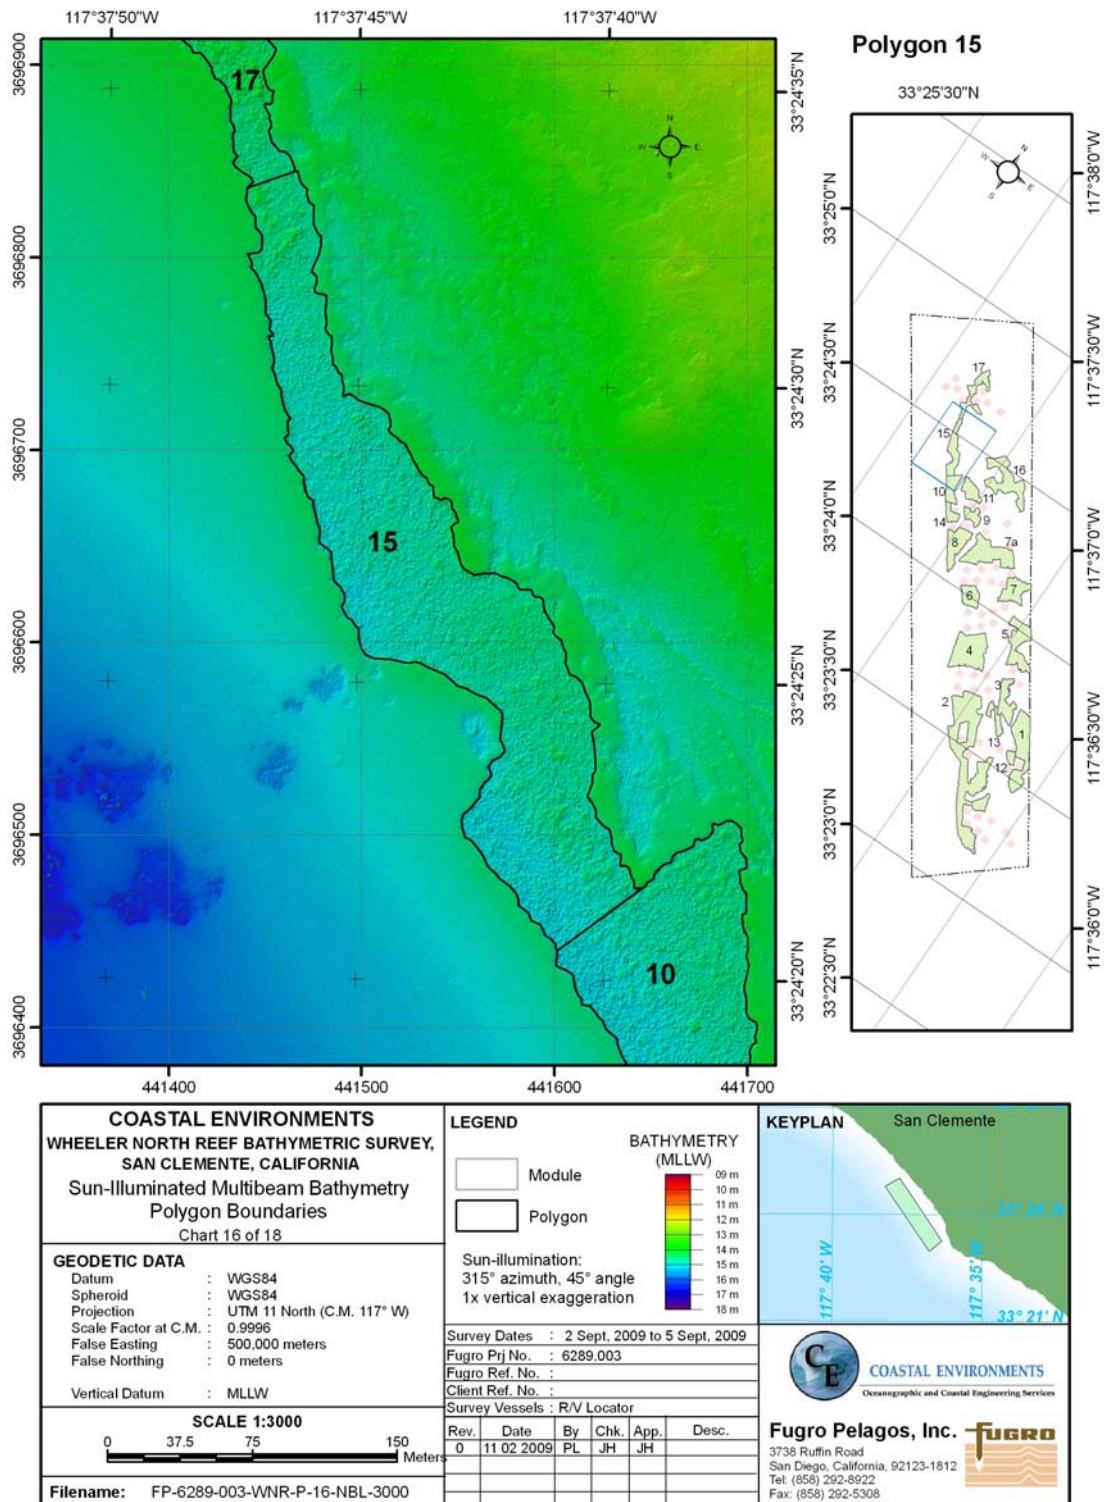 117°37'50"W 117°37'45"W 117°37'40"W
Polygon 15
33°25'30"N
3696900
3696800
3696700
3696600
3696500
3696400
17
15
10
N
W E
S
33°24'35"N
33°24'30"N
33°24'25"N
33°24'20"N
441400 441500 441600 441700
N
W
E
S
33°25'0"N
33°24'30"N
33°24'0"N
33°23'30"N
33°23'0"N
33°22'30"N
117°38'0"W
117°37'30"W
117°37'0"W
117°36'30"W
117°36'0"W
17
15
16
10
11
14
9
8
7a
6
7
5
4
3
2
1
13
12
COASTAL ENVIRONMENTS
WHEELER NORTH REEF BATHYMETRIC SURVEY,
SAN CLEMENTE, CALIFORNIA
Sun-Illuminated Multibeam Bathymetry
Polygon Boundaries
Chart 16 of 18
GEODETIC DATA
Datum : WGS84
Spheroid : WGS84
Projection : UTM 11 North (C.M. 117° W)
Scale Factor at C.M. : 0.9996
False Easting : 500,000 meters
False Northing : 0 meters
Vertical Datum : MLLW
SCALE 1:3000
0 37.5 75 150
Meters
Filename: FP-6289-003-WNR-P-16-NBL-3000
LEGEND
Module
Polygon
Sun-illumination:
315° azimuth, 45° angle
1x vertical exaggeration
BATHYMETRY
(MLLW)
09 m
10 m
11 m
12 m
13 m
14 m
15 m
16 m
17 m
18 m
Survey Dates : 2 Sept, 2009 to 5 Sept, 2009
Fugro Prj No. : 6289.003
Fugro Ref. No. :
Client Ref. No. :
Survey Vessels : R/V Locator
Rev. Date By Chk. App. Desc.
0 11 02 2009 PL JH JH
KEYPLAN
San Clemente
33° 24' N
117° 40' W
117° 35' W
33° 21' N
CE
COASTAL ENVIRONMENTS
Oceanographic and Coastal Engineering Services
Fugro Pelagos, Inc.
3738 Ruffin Road
San Diego, California, 92123-1812
Tel: (858) 292-8922
Fax: (858) 292-5308
FUGRO